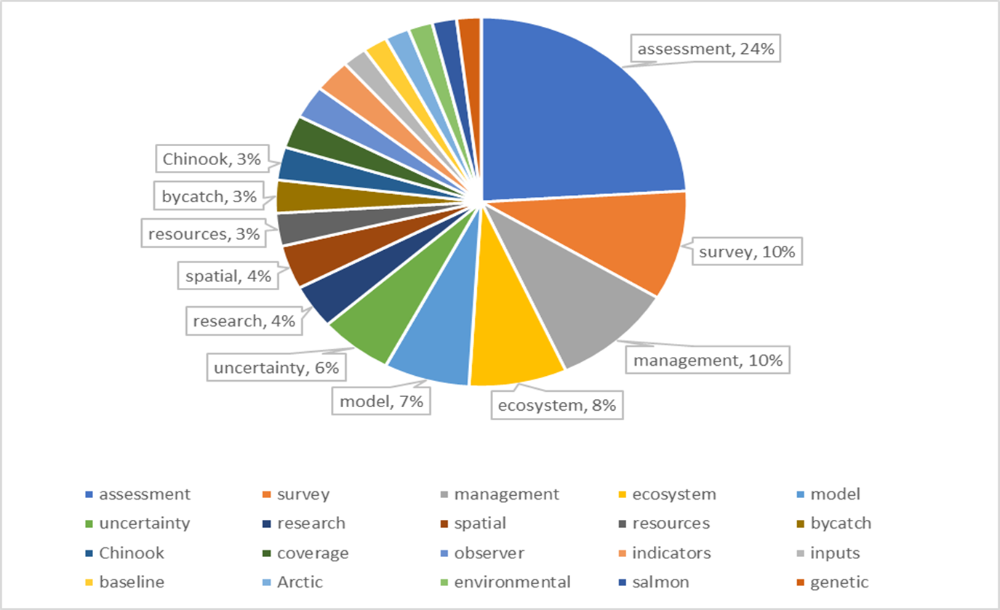 assessment, 24%
survey, 10%
management, 10%
ecosystem, 8%
model, 7%
uncertainty, 6%
research, 4%
spatial, 4%
resources, 3%
bycatch, 3%
Chinook, 3%
assessment survey management ecosystem model
uncertainty research spatial resources bycatch
Chinook coverage observer indicators inputs
baseline Arctic environmental salmon genetic